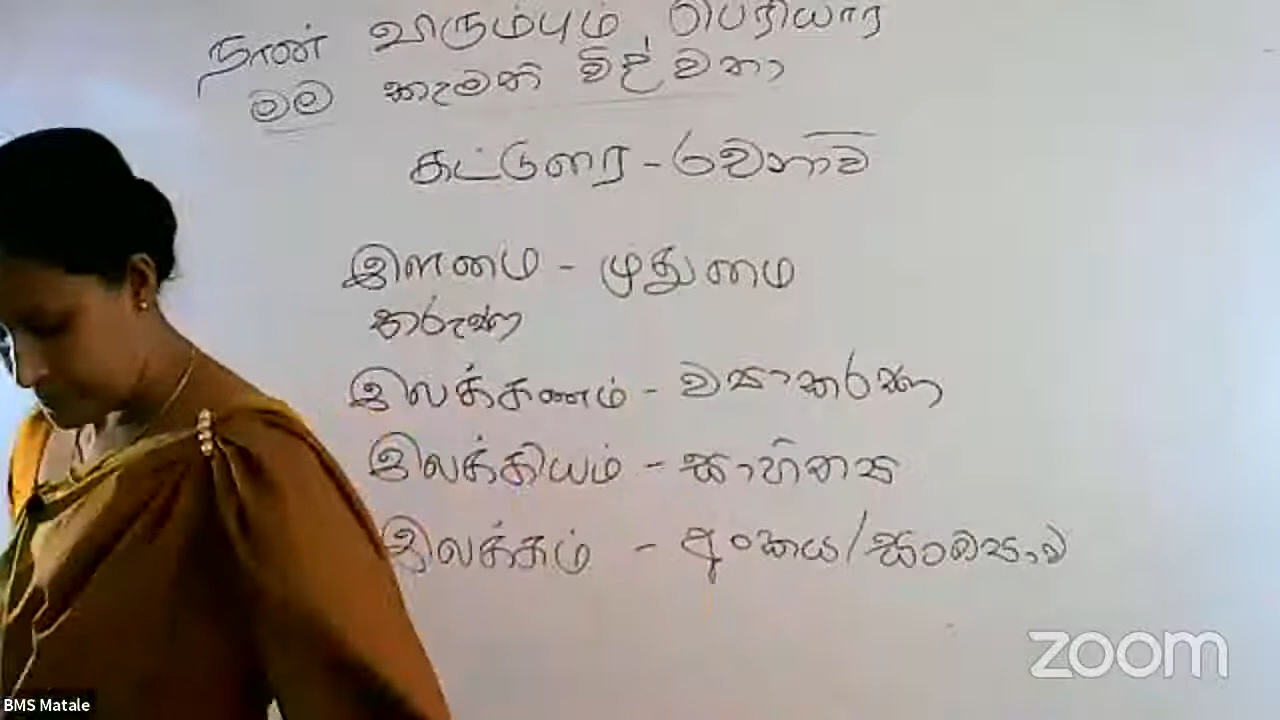 நான் விரும்பும் பெரியார்
මම කැමති විද්වතා
கட்டுரை - රචනාව
இளமை - முதுமை
තරුණ
இலக்கணம் - ව්‍යාකරණ
இலக்கியம் - සාහිත්‍ය
இலக்கம் - අංකය/සංඛ්‍යාව
zoom
BMS Matale